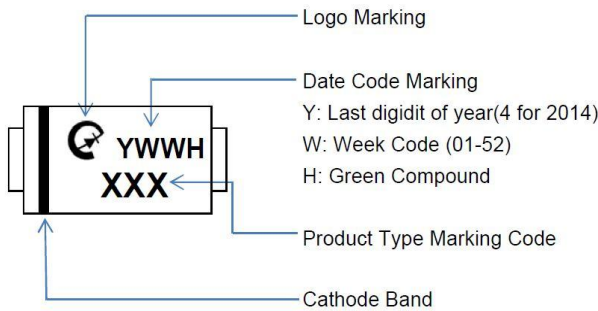 Logo Marking
Date Code Marking
Y: Last digidit of year(4 for 2014)
W: Week Code (01-52)
H: Green Compound
YWWH
XXX
Product Type Marking Code
Cathode Band